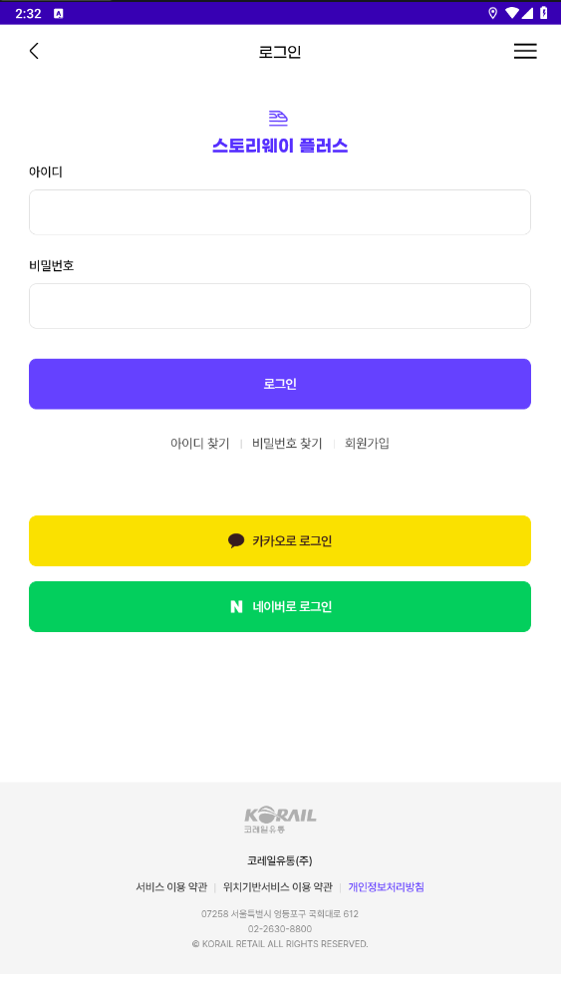 2:32
로그인
스토리웨이 플러스
아이디
비밀번호
로그인
아이디 찾기 | 비밀번호 찾기 | 회원가입
카카오로 로그인
N 네이버로 로그인
KORAIL
코레일유통
코레일유통(주)
서비스 이용 약관 | 위치기반서비스 이용 약관 | 개인정보처리방침
07258 서울특별시 영등포구 국회대로 612
02-2630-8800
© KORAIL RETAIL ALL RIGHTS RESERVED.